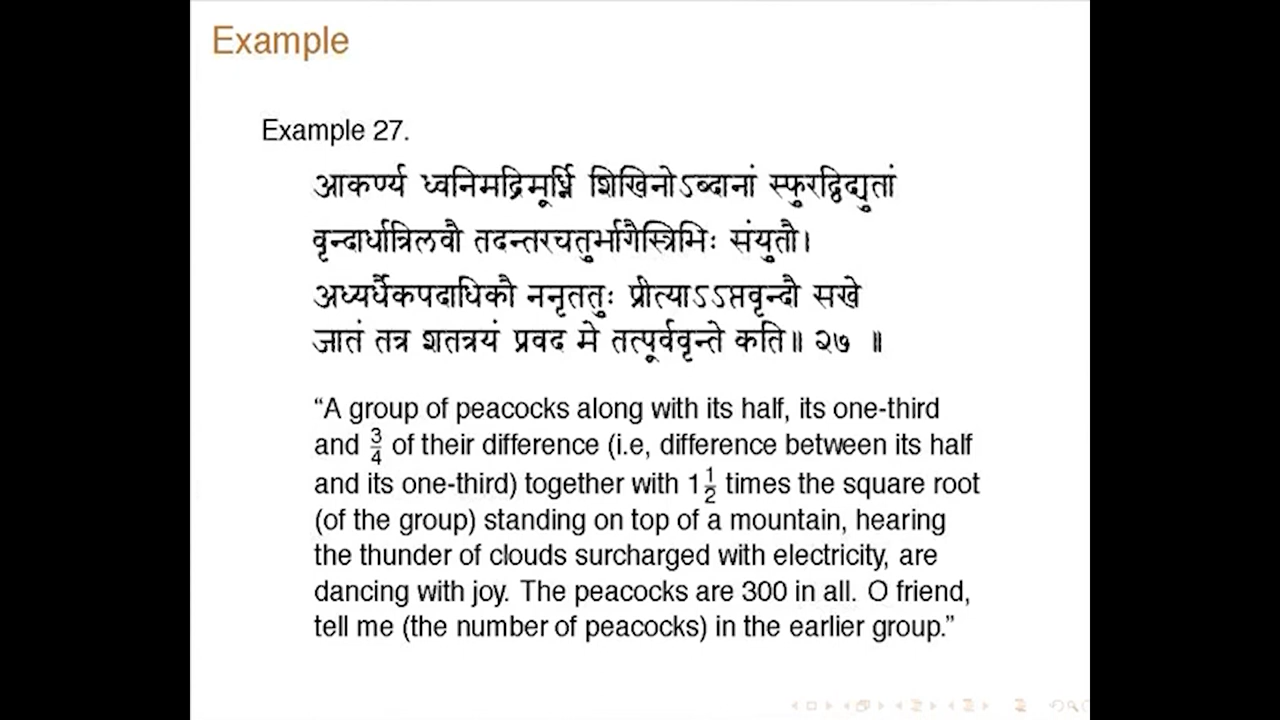 Example
Example 27.
आकर्ण्य ध्वनिमद्रिमूर्ध्नि शिखिनोऽब्दानां स्फुरद्विद्युतां
वृन्दार्धात्रिलवौ तदन्तरचतुर्भागैस्त्रिभिः संयुतौ।
अध्यर्धैकपदाधिकौ ननृततुः प्रीत्याऽऽप्तवृन्दौ सखे
जातं तत्र शतत्रयं प्रवद मे तत्पूर्ववृन्ते कति॥ २७ ॥
“A group of peacocks along with its half, its one-third
and 3/4 of their difference (i.e, difference between its half
and its one-third) together with 1 1/2 times the square root
(of the group) standing on top of a mountain, hearing
the thunder of clouds surcharged with electricity, are
dancing with joy. The peacocks are 300 in all. O friend,
tell me (the number of peacocks) in the earlier group.”